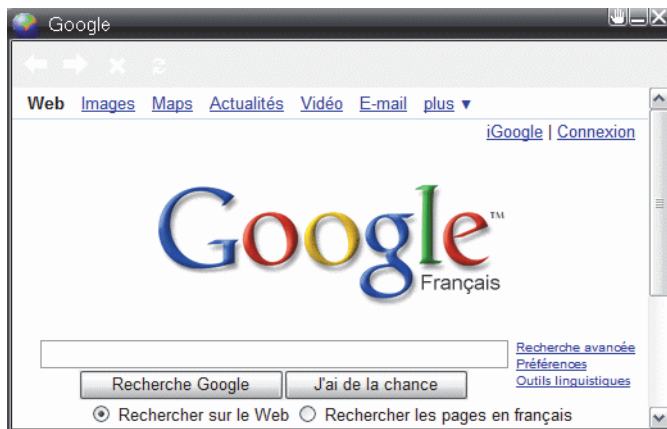 Google
Web Images Maps Actualités Vidéo E-mail plus ▼
iGoogle | Connexion
Google™
Français
Recherche avancée
Préférences
Outils linguistiques
Recherche Google J'ai de la chance
Rechercher sur le Web Rechercher les pages en français